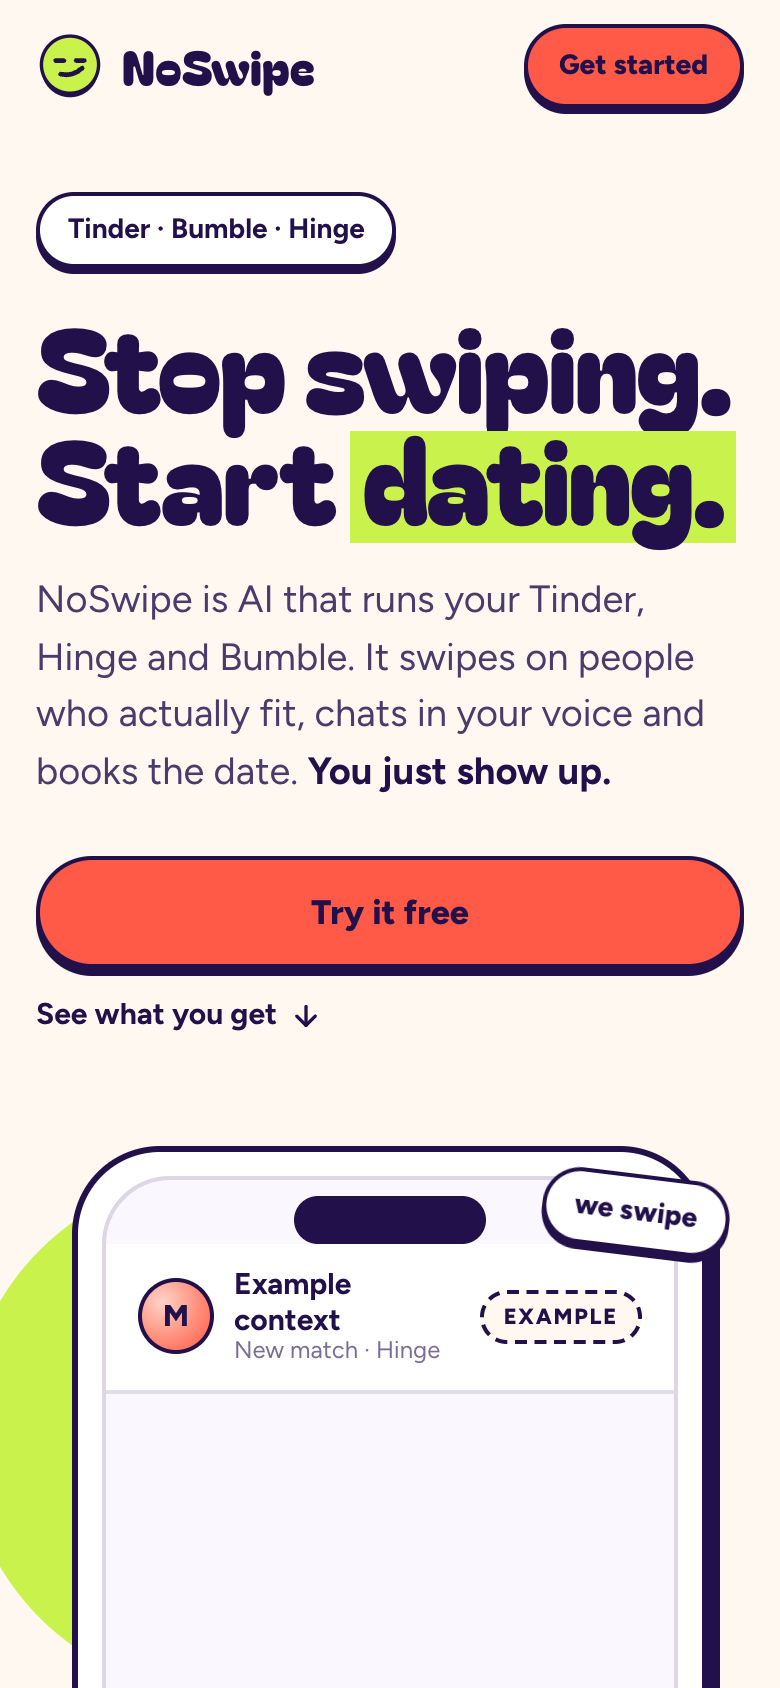 NoSwipe
Get started
Tinder · Bumble · Hinge
Stop swiping.
Start dating.
NoSwipe is AI that runs your Tinder,
Hinge and Bumble. It swipes on people
who actually fit, chats in your voice and
books the date. You just show up.
Try it free
See what you get ↓
we swipe
M
Example
context
New match · Hinge
EXAMPLE